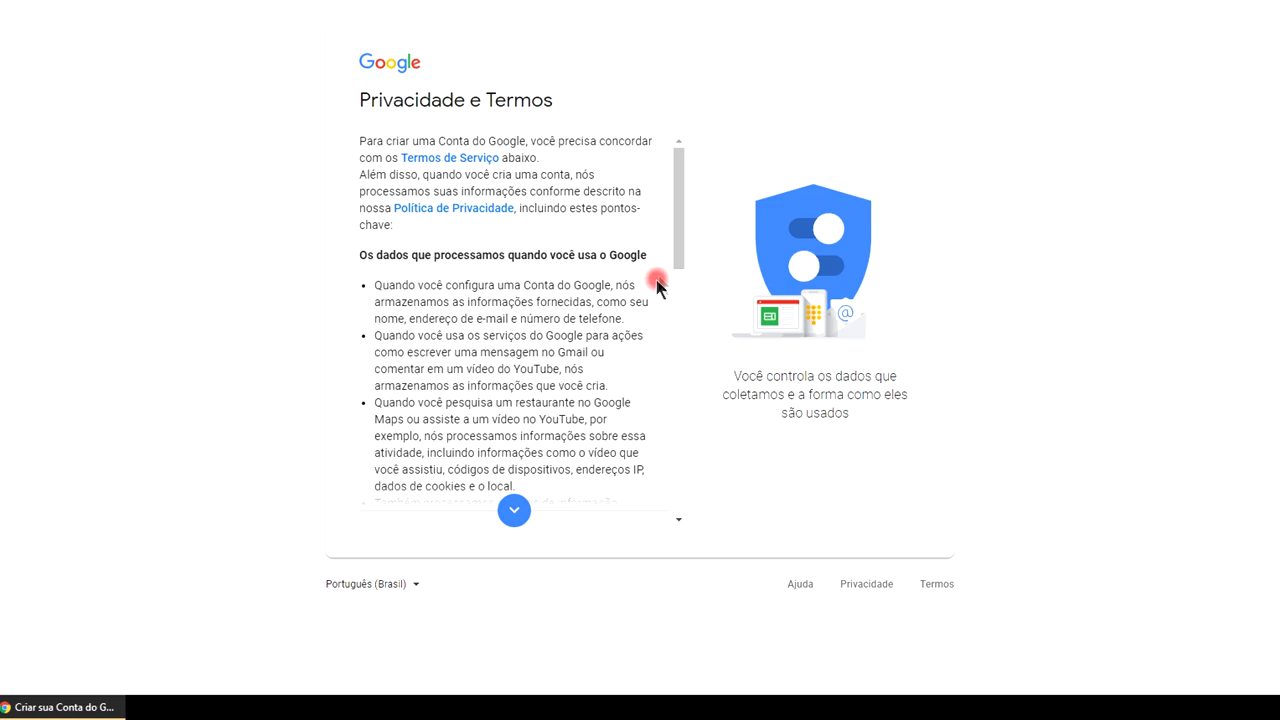 Google
Privacidade e Termos
Para criar uma Conta do Google, você precisa concordar
com os Termos de Serviço abaixo.
Além disso, quando você cria uma conta, nós
processamos suas informações conforme descrito na
nossa Política de Privacidade, incluindo estes pontos-
chave:
Os dados que processamos quando você usa o Google
• Quando você configura uma Conta do Google, nós
armazenamos as informações fornecidas, como seu
nome, endereço de e-mail e número de telefone.
• Quando você usa os serviços do Google para ações
como escrever uma mensagem no Gmail ou
comentar em um vídeo do YouTube, nós
armazenamos as informações que você cria.
• Quando você pesquisa um restaurante no Google
Maps ou assiste a um vídeo no YouTube, por
exemplo, nós processamos informações sobre essa
atividade, incluindo informações como o vídeo que
você assistiu, códigos de dispositivos, endereços IP,
dados de cookies e o local.
Você controla os dados que
coletamos e a forma como eles
são usados
Português (Brasil)
Ajuda
Privacidade
Termos
Criar sua Conta do G...